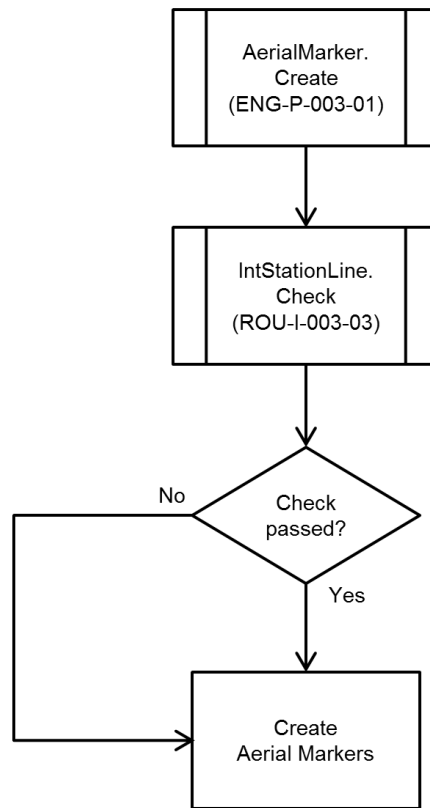 AerialMarker.
Create
(ENG-P-003-01)
IntStationLine.
Check
(ROU-I-003-03)
No
Check
passed?
Yes
Create
Aerial Markers